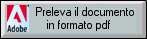 Preleva il documento
in formato pdf
Adobe